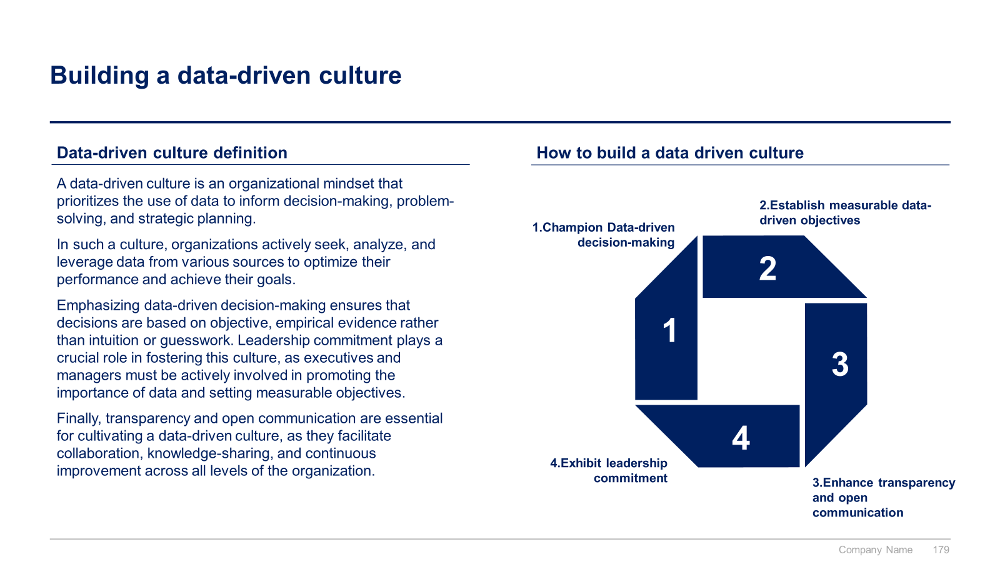 Building a data-driven culture
Data-driven culture definition
A data-driven culture is an organizational mindset that
prioritizes the use of data to inform decision-making, problem-
solving, and strategic planning.
In such a culture, organizations actively seek, analyze, and
leverage data from various sources to optimize their
performance and achieve their goals.
Emphasizing data-driven decision-making ensures that
decisions are based on objective, empirical evidence rather
than intuition or guesswork. Leadership commitment plays a
crucial role in fostering this culture, as executives and
managers must be actively involved in promoting the
importance of data and setting measurable objectives.
Finally, transparency and open communication are essential
for cultivating a data-driven culture, as they facilitate
collaboration, knowledge-sharing, and continuous
improvement across all levels of the organization.
How to build a data driven culture
1.Champion Data-driven
decision-making
2.Establish measurable data-
driven objectives
2
1
3
4
4.Exhibit leadership
commitment
3.Enhance transparency
and open
communication
Company Name 179